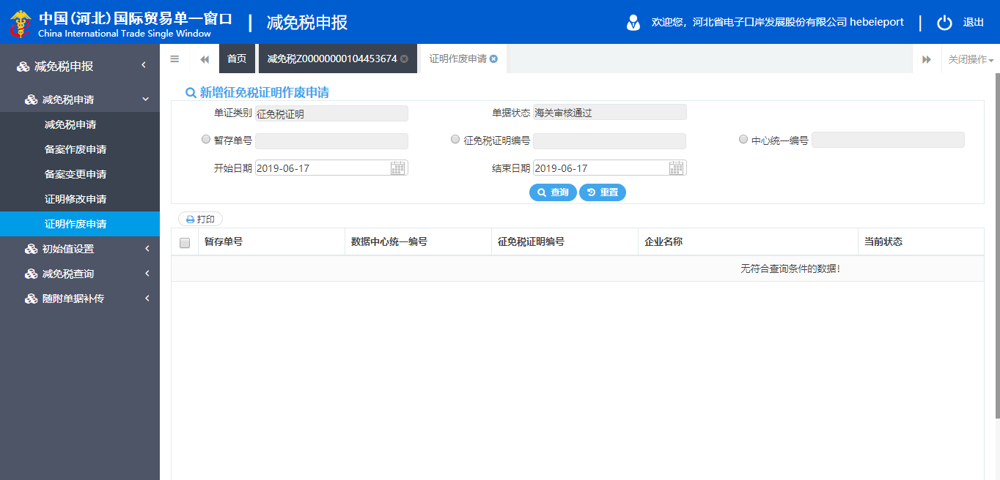 中国(河北)国际贸易单一窗口
China International Trade Single Window
减免税申报
欢迎您，河北省电子口岸发展股份有限公司 hebeieport
退出
减免税申报
减免税申请
减免税申请
备案作废申请
备案变更申请
证明修改申请
证明作废申请
初始值设置
减免税查询
随附单据补传
首页
减免税Z00000000104453674
证明作废申请
关闭操作
新增征免税证明作废申请
单证类别 征免税证明 单据状态 海关审核通过
暂存单号 征免税证明编号 中心统一编号
开始日期 2019-06-17 结束日期 2019-06-17
查询 重置
打印
暂存单号 数据中心统一编号 征免税证明编号 企业名称 当前状态
无符合查询条件的数据!